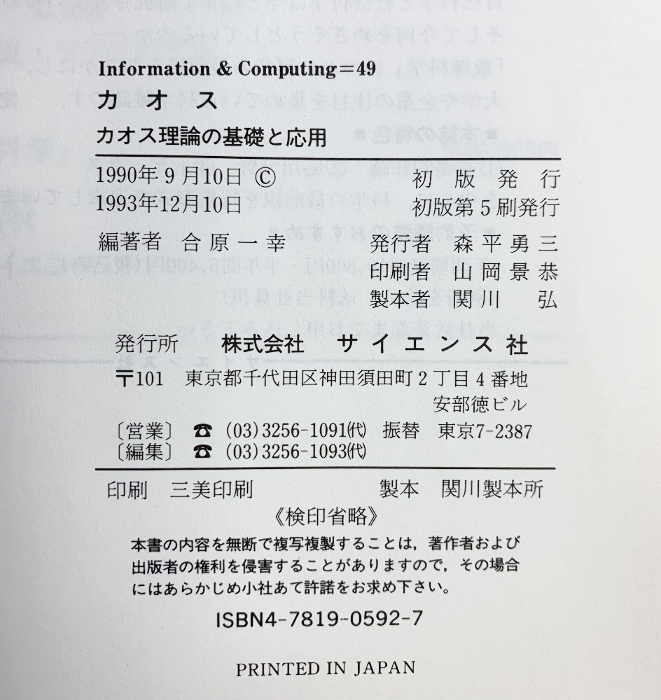 Information & Computing=49
カオス
カオス理論の基礎と応用
1990年9月10日 © 初版発行
1993年12月10日 初版第5刷発行
編著者 合原一幸 発行者 森平勇三
印刷者 山岡景恭
製本者 関川 弘
発行所 株式会社 サイエンス社
〒101 東京都千代田区神田須田町2丁目4番地
安部徳ビル
〔営業〕 ☎ (03)3256-1091㈹ 振替 東京7-2387
〔編集〕 ☎ (03)3256-1093㈹
印刷 三美印刷 製本 関川製本所
《検印省略》
本書の内容を無断で複写複製することは，著作者および
出版者の権利を侵害することがありますので，その場合
にはあらかじめ小社あて許諾をお求め下さい。
ISBN4-7819-0592-7
PRINTED IN JAPAN